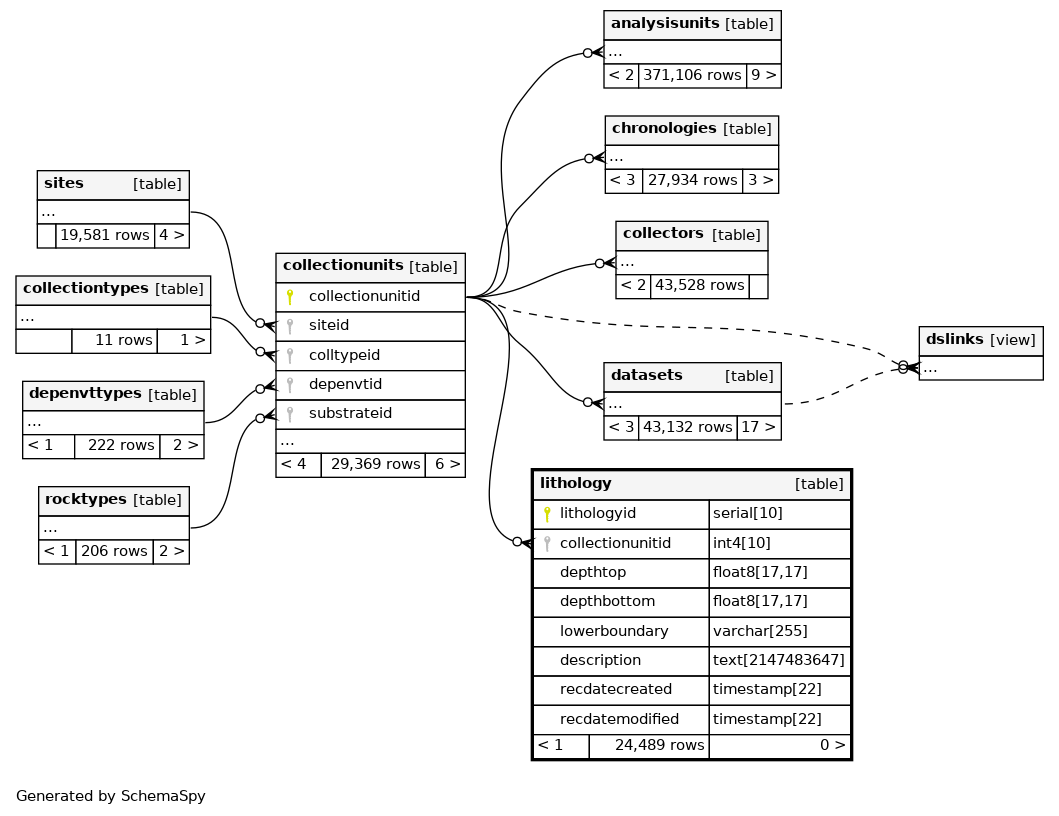 analysisunits [table]
...
< 2 371,106 rows 9 >
chronologies [table]
...
< 3 27,934 rows 3 >
sites [table]
...
19,581 rows 4 >
collectors [table]
...
< 2 43,528 rows
collectionunits [table]
collectionunitid
siteid
colltypeid
depenvtid
substrateid
...
< 4 29,369 rows 6 >
collectiontypes [table]
...
11 rows 1 >
dslinks [view]
...
datasets [table]
...
< 3 43,132 rows 17 >
depenvttypes [table]
...
< 1 222 rows 2 >
rocktypes [table]
...
< 1 206 rows 2 >
lithology [table]
lithologyid serial[10]
collectionunitid int4[10]
depthtop float8[17,17]
depthbottom float8[17,17]
lowerboundary varchar[255]
description text[2147483647]
recdatecreated timestamp[22]
recdatemodified timestamp[22]
< 1 24,489 rows 0 >
Generated by SchemaSpy